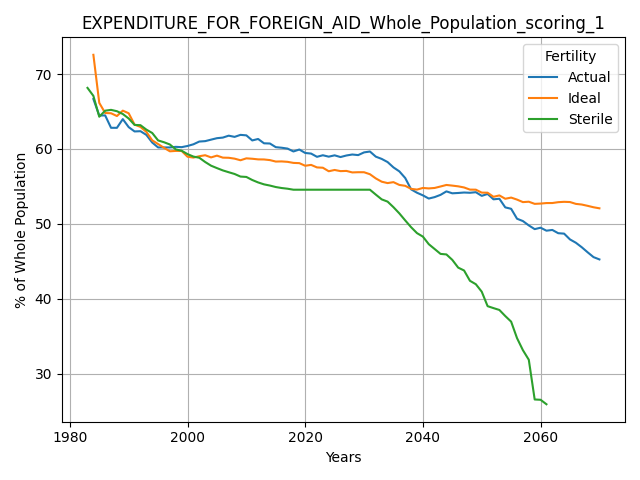 EXPENDITURE_FOR_FOREIGN_AID_Whole_Population_scoring_1
Fertility
Actual
Ideal
Sterile
% of Whole Population
70
60
50
40
30
1980
2000
2020
2040
2060
Years